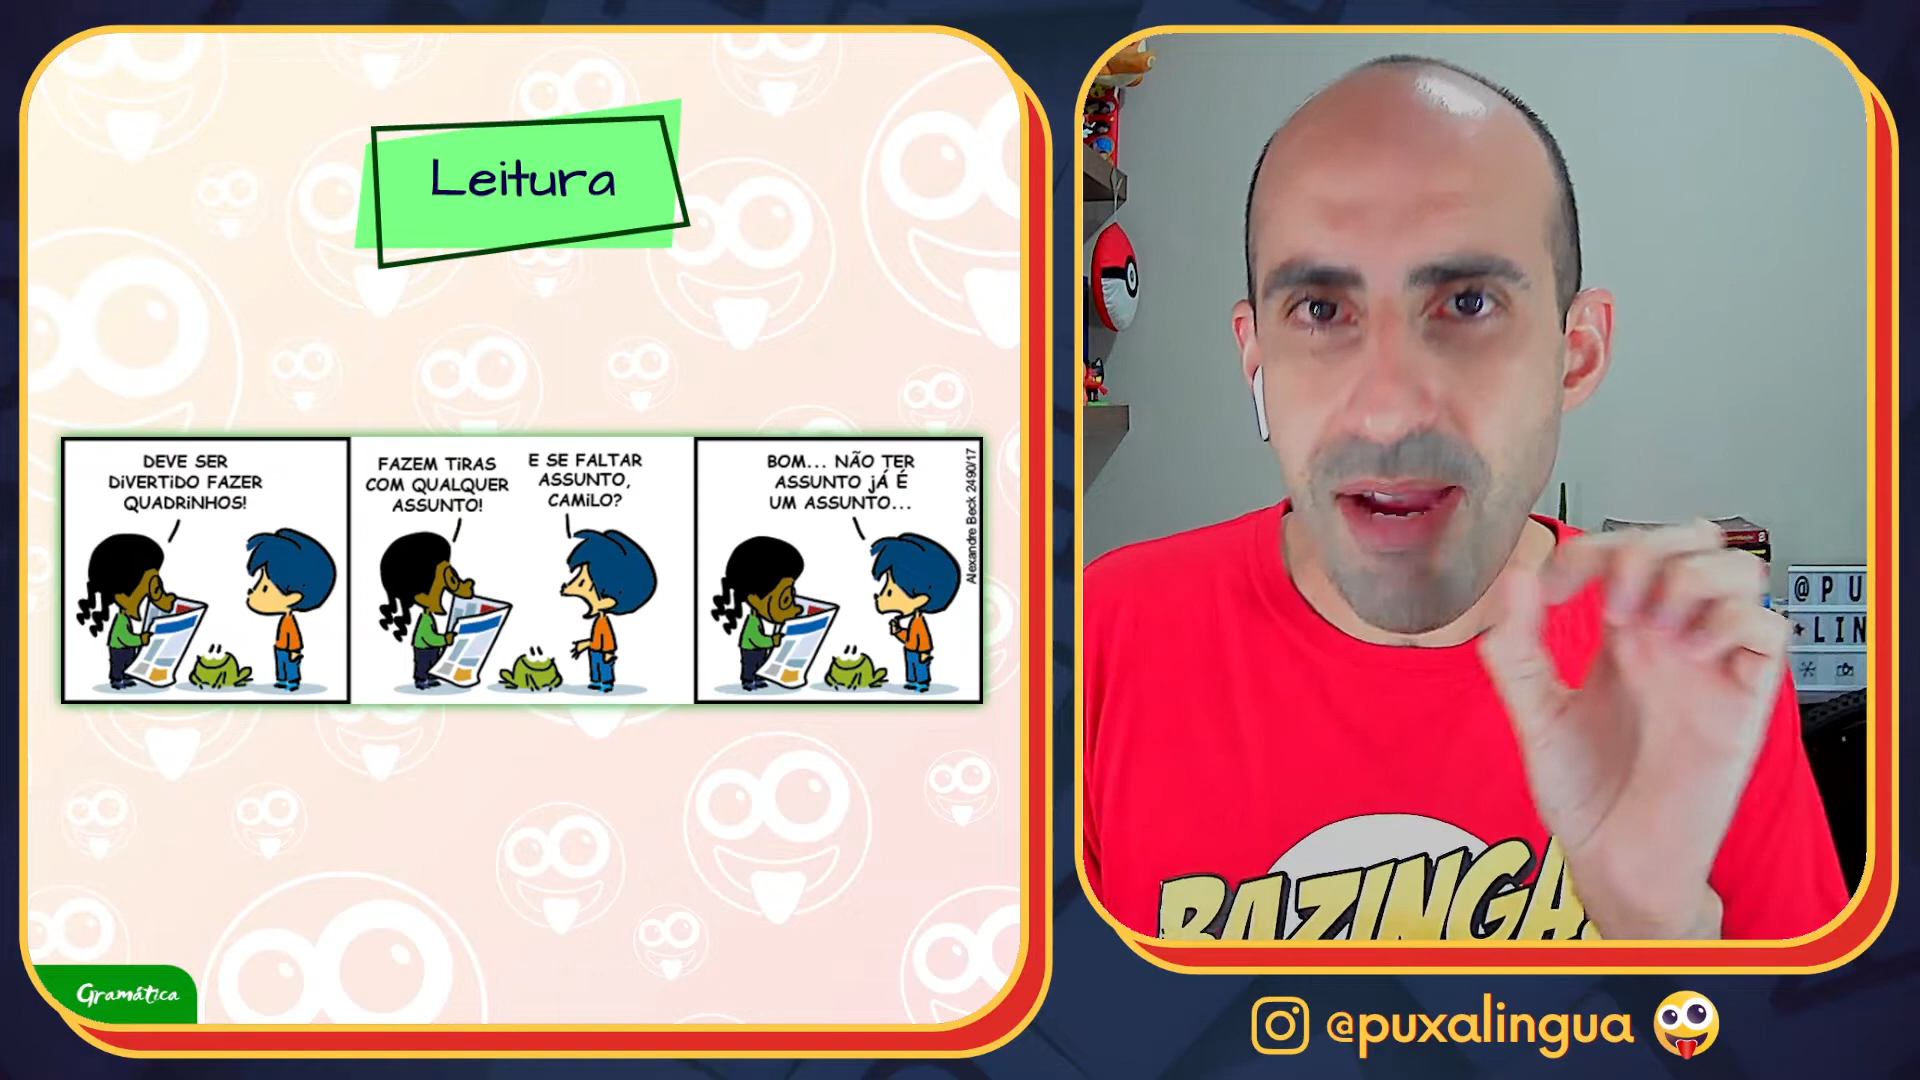 Leitura
DEVE SER
DIVERTIDO FAZER
QUADRINHOS!
FAZEM TIRAS
COM QUALQUER
ASSUNTO!
E SE FALTAR
ASSUNTO,
CAMILO?
BOM... NÃO TER
ASSUNTO JÁ É
UM ASSUNTO...
Alexandre Beck 2490/17
Gramática
BAZINGA
@PU
LIN
@puxalingua